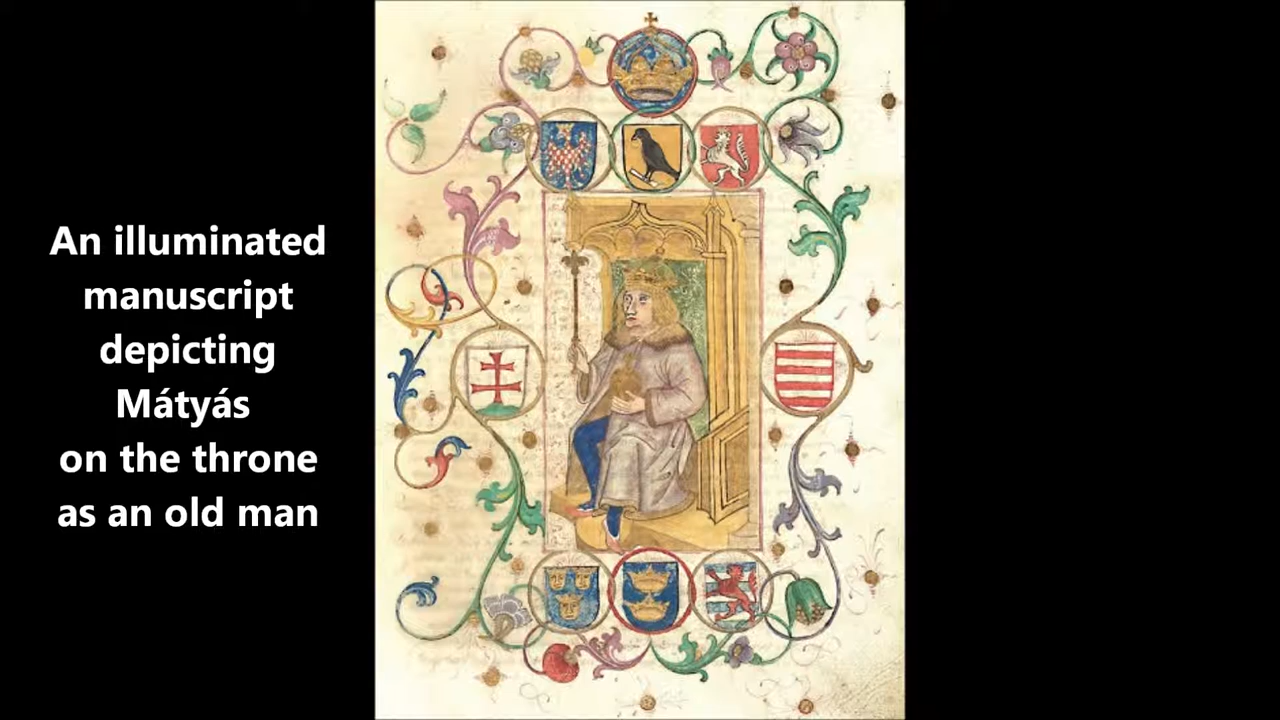 An illuminated
manuscript
depicting
Mátyás
on the throne
as an old man